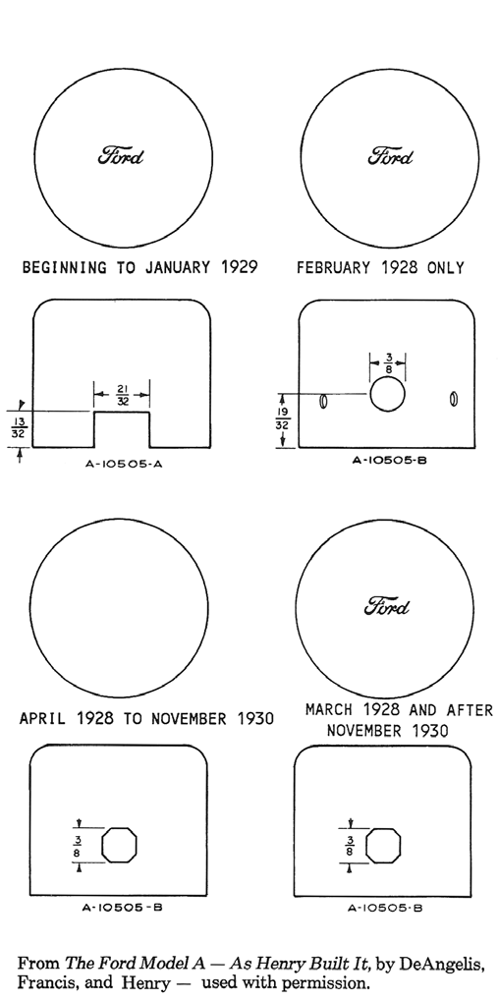 Ford
Ford
BEGINNING TO JANUARY 1929
FEBRUARY 1928 ONLY
21
32
13
32
A-10505-A
3
8
19
32
A-10505-B
Ford
APRIL 1928 TO NOVEMBER 1930
MARCH 1928 AND AFTER
NOVEMBER 1930
3
8
A-10505-B
3
8
A-10505-B
From The Ford Model A — As Henry Built It, by DeAngelis,
Francis, and Henry — used with permission.